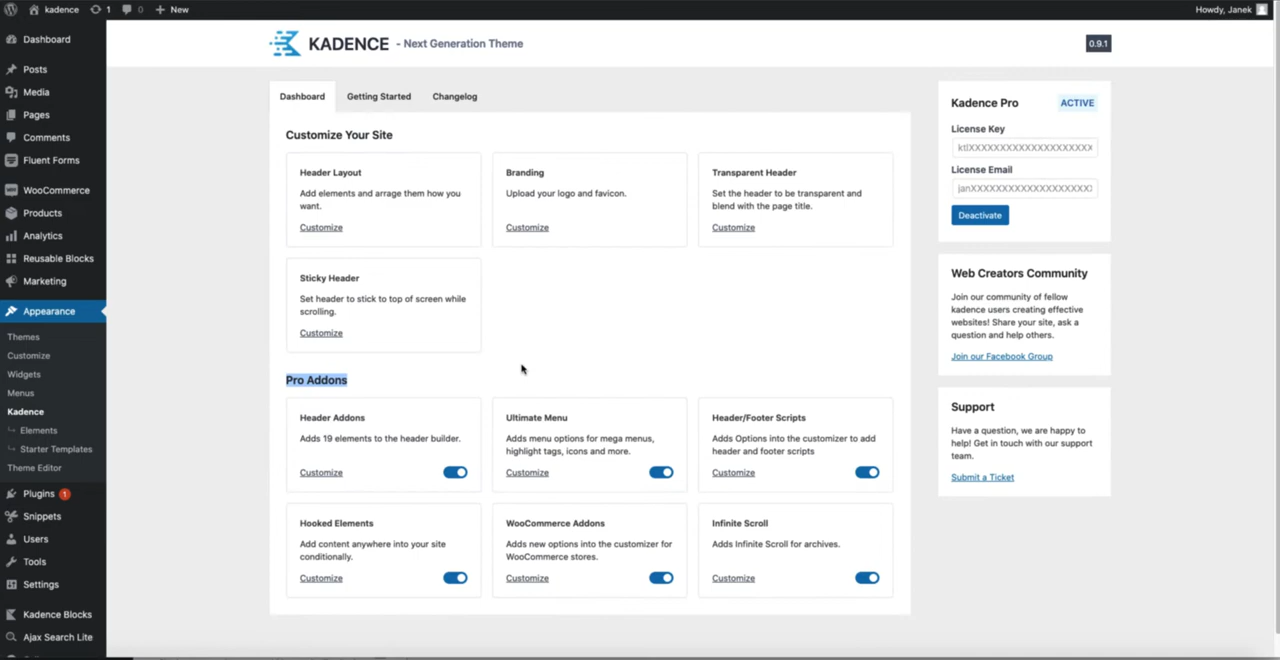 kadence 1 0 + New
Howdy, Janek
Dashboard
Posts
Media
Pages
Comments
Fluent Forms
WooCommerce
Products
Analytics
Reusable Blocks
Marketing
Appearance
Themes
Customize
Widgets
Menus
Kadence
Elements
Starter Templates
Theme Editor
Plugins 1
Snippets
Users
Tools
Settings
Kadence Blocks
Ajax Search Lite
KADENCE - Next Generation Theme
0.9.1
Dashboard Getting Started Changelog
Customize Your Site
Header Layout
Add elements and arrage them how you
want.
Customize
Branding
Upload your logo and favicon.
Customize
Transparent Header
Set the header to be transparent and
blend with the page title.
Customize
Sticky Header
Set header to stick to top of screen while
scrolling.
Customize
Pro Addons
Header Addons
Adds 19 elements to the header builder.
Customize
Ultimate Menu
Adds menu options for mega menus,
highlight tags, icons and more.
Customize
Header/Footer Scripts
Adds Options into the customizer to add
header and footer scripts
Customize
Hooked Elements
Add content anywhere into your site
conditionally.
Customize
WooCommerce Addons
Adds new options into the customizer for
WooCommerce stores.
Customize
Infinite Scroll
Adds Infinite Scroll for archives.
Customize
Kadence Pro ACTIVE
License Key
ktlXXXXXXXXXXXXXXXXXXXX
License Email
janXXXXXXXXXXXXXXXXXXX
Deactivate
Web Creators Community
Join our community of fellow
kadence users creating effective
websites! Share your site, ask a
question and help others.
Join our Facebook Group
Support
Have a question, we are happy to
help! Get in touch with our support
team.
Submit a Ticket